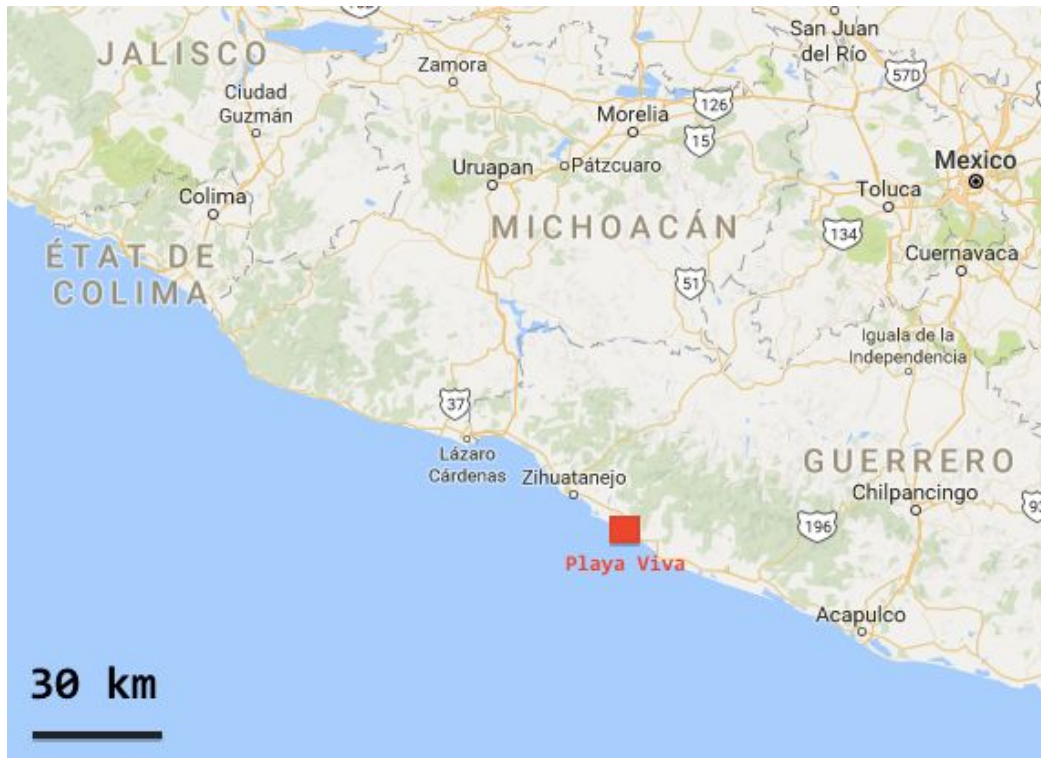 JALISCO
Zamora
San Juan
del Río
57D
Ciudad
Guzmán
126
Morelia
15
Mexico
Uruapan
Pátzcuaro
Toluca
Colima
MICHOACÁN
134
ÉTAT DE
COLIMA
Cuernavaca
51
Iguala de la
Independencia
37
Lázaro
Cárdenas
Zihuatanejo
GUERRERO
Chilpancingo
196
Playa Viva
Acapulco
30 km